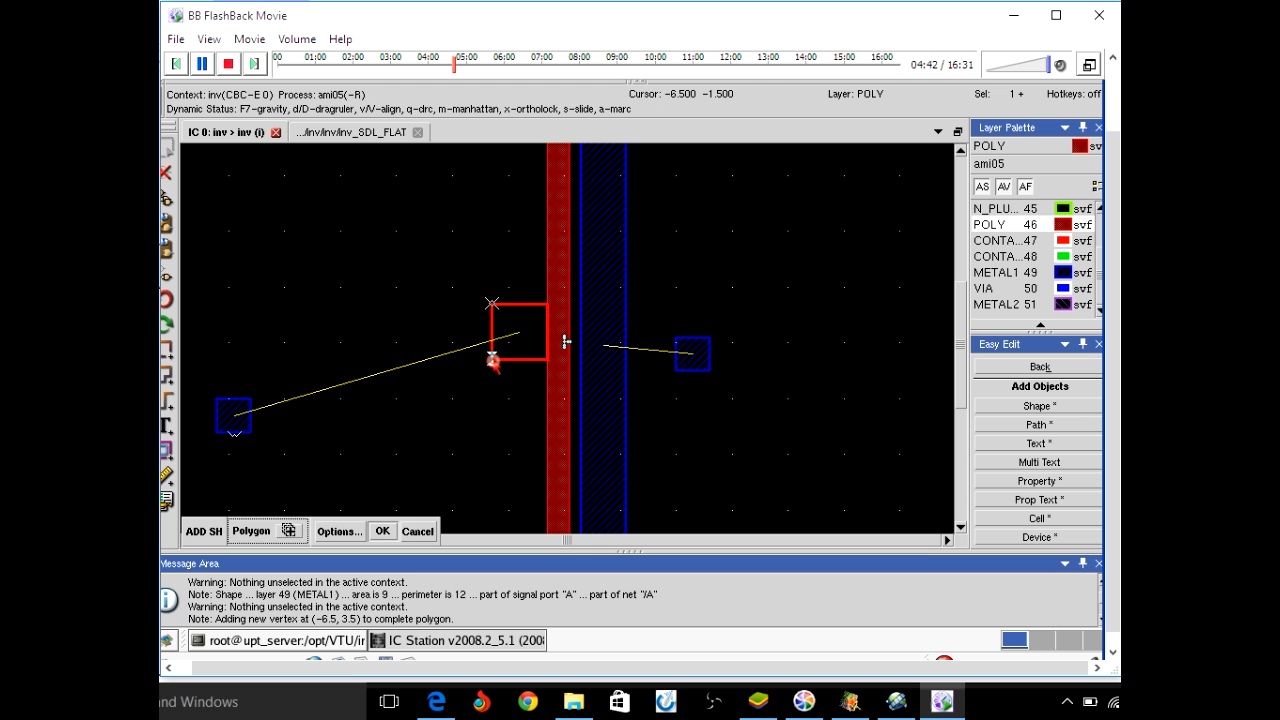 BB FlashBack Movie
File View Movie Volume Help
00 01:00 02:00 03:00 04:00 05:00 06:00 07:00 08:00 09:00 10:00 11:00 12:00 13:00 14:00 15:00 16:00
04:42 / 16:31
Context: inv(CBC-E 0) Process: ami05(-R) Cursor: -6.500 -1.500 Layer: POLY Sel: 1 + Hotkeys: off
Dynamic Status: F7-gravity, d/D-dragruler, v/V-align, q-drc, m-manhattan, x-ortholock, s-slide, a-marc
IC 0: inv > inv (i) .../inv/inv/inv_SDL_FLAT
Layer Palette
POLY sv
ami05
AS AV AF
N_PLU... 45 svf
POLY 46 svf
CONTA... 47 svf
CONTA... 48 svf
METAL1 49 svf
VIA 50 svf
METAL2 51 svf
Easy Edit
Back
Add Objects
Shape *
Path *
Text *
Multi Text
Property *
Prop Text *
Cell *
Device *
ADD SH Polygon Options... OK Cancel
Message Area
Warning: Nothing unselected in the active context.
Note: Shape ... layer 49 (METAL1) ... area is 9 ... perimeter is 12 ... part of signal port "A" ... part of net "/A"
Warning: Nothing unselected in the active context.
Note: Adding new vertex at (-6.5, 3.5) to complete polygon.
root@upt_server:/opt/VTU/ir IC Station v2008.2_5.1 (200
and Windows